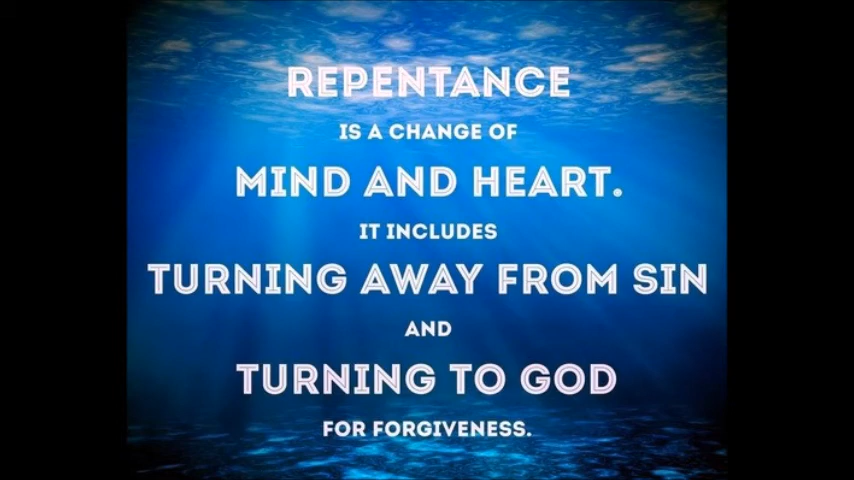 REPENTANCE
IS A CHANGE OF
MIND AND HEART.
IT INCLUDES
TURNING AWAY FROM SIN
AND
TURNING TO GOD
FOR FORGIVENESS.